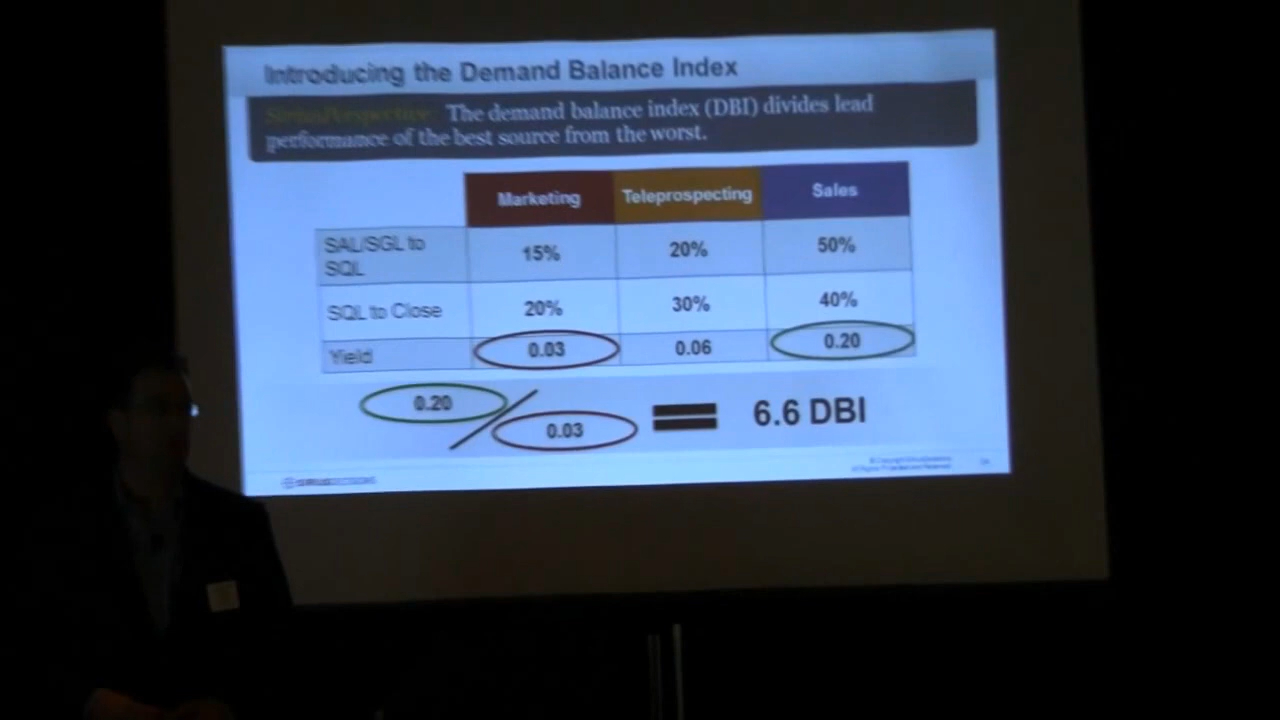 Introducing the Demand Balance Index
SiriusPerspective: The demand balance index (DBI) divides lead
performance of the best source from the worst.
Marketing Teleprospecting Sales
SAL/SGL to
SQL
15% 20% 50%
SQL to Close 20% 30% 40%
Yield 0.03 0.06 0.20
0.20 / 0.03 = 6.6 DBI
SIRIUSDECISIONS